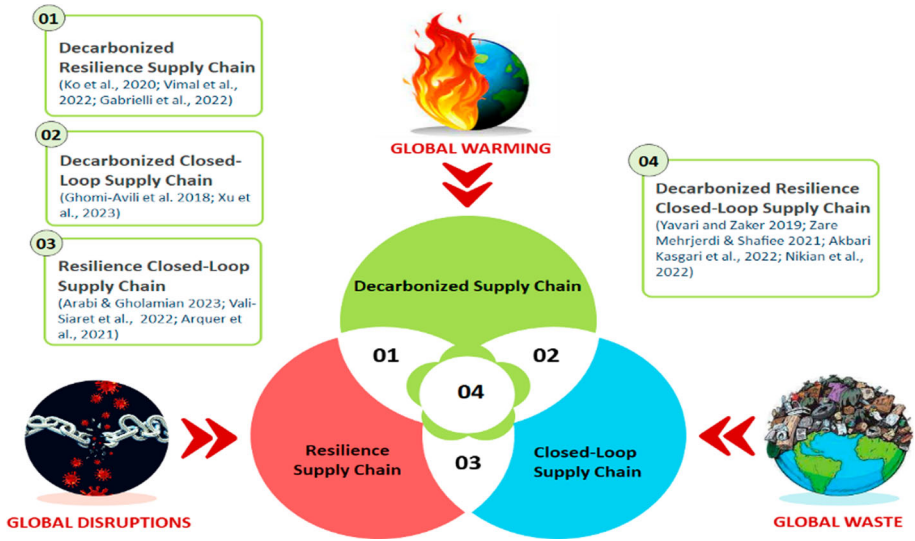 01
Decarbonized
Resilience Supply Chain
(Ko et al., 2020; Vimal et al.,
2022; Gabrielli et al., 2022)
02
Decarbonized Closed-
Loop Supply Chain
(Ghomi-Avili et al. 2018; Xu et
al., 2023)
03
Resilience Closed-Loop
Supply Chain
(Arabi & Gholamian 2023; Vali-
Siaret et al.,  2022; Arquer et
al., 2021)
GLOBAL WARMING
04
Decarbonized Resilience
Closed-Loop Supply Chain
(Yavari and Zaker 2019; Zare
Mehrjerdi & Shafiee 2021; Akbari
Kasgari et al., 2022; Nikian et al.,
2022)
Decarbonized Supply Chain
01
02
04
03
Resilience
Supply Chain
Closed-Loop
Supply Chain
GLOBAL DISRUPTIONS
GLOBAL WASTE